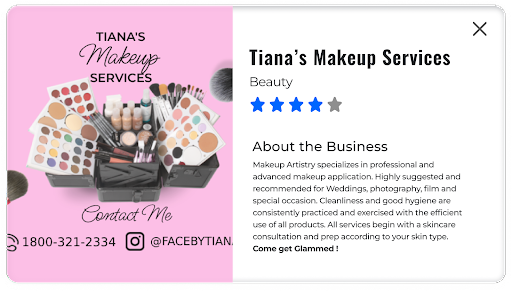 TIANA'S
Makeup
SERVICES
Contact Me
1800-321-2334 @FACEBYTIANA
Tiana's Makeup Services
Beauty
About the Business
Makeup Artistry specializes in professional and
advanced makeup application. Highly suggested and
recommended for Weddings, photography, film and
special occasion. Cleanliness and good hygiene are
consistently practiced and exercised with the efficient
use of all products. All services begin with a skincare
consultation and prep according to your skin type.
Come get Glammed !